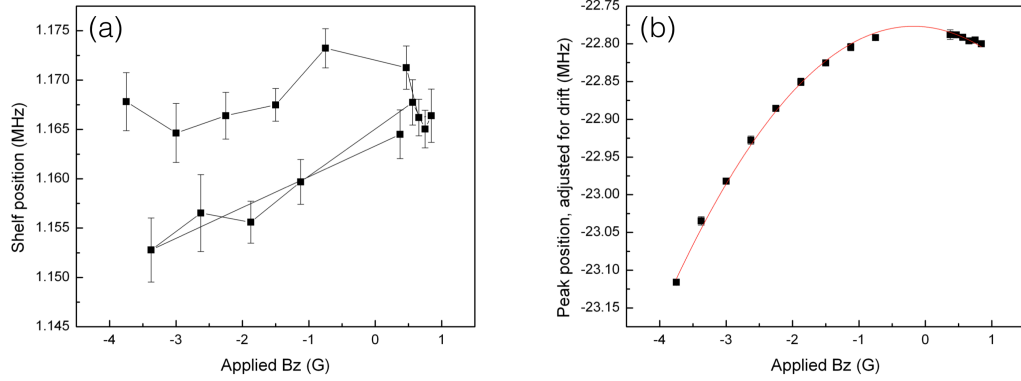 (a)
Shelf position (MHz)
1.175
1.170
1.165
1.160
1.155
1.150
1.145
-4 -3 -2 -1 0 1
Applied Bz (G)
(b)
Peak position, adjusted for drift (MHz)
-22.75
-22.80
-22.85
-22.90
-22.95
-23.00
-23.05
-23.10
-23.15
-4 -3 -2 -1 0 1
Applied Bz (G)